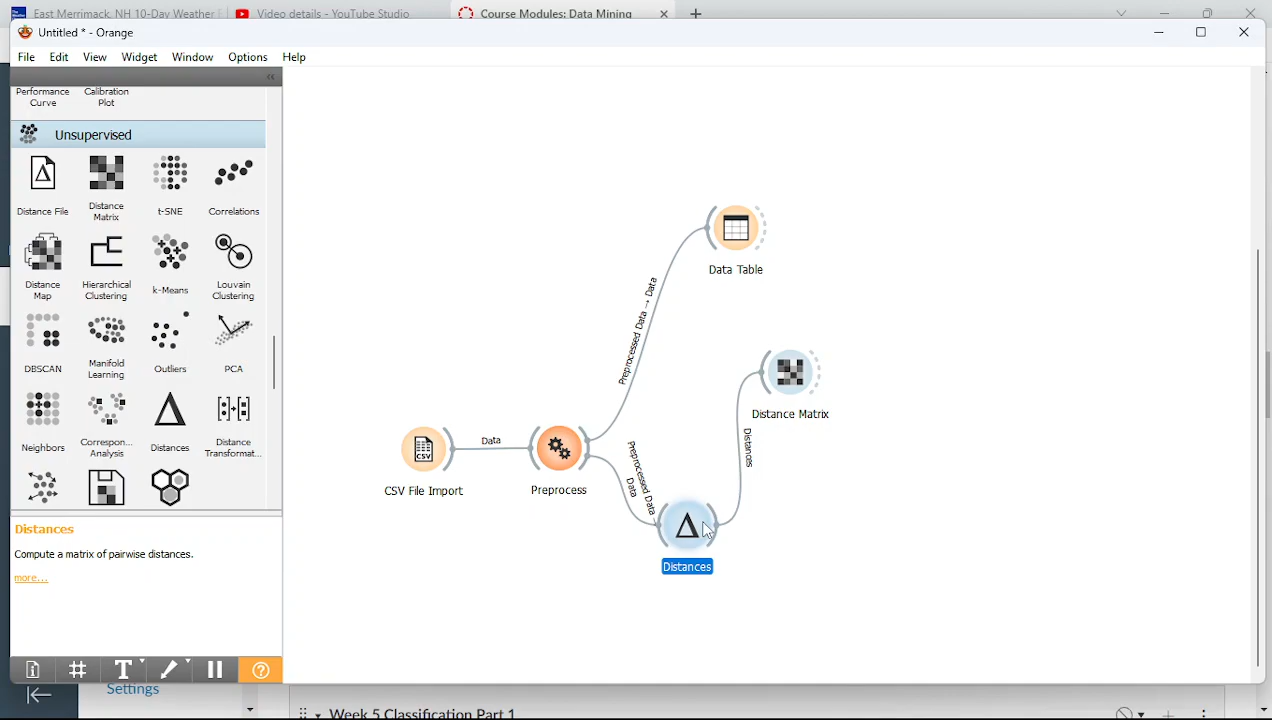 East Merrimack, NH 10-Day Weather F
Video details - YouTube Studio
Course Modules: Data Mining
Untitled * - Orange
File Edit View Widget Window Options Help
Performance Curve
Calibration Plot
Unsupervised
Distance File
Distance Matrix
t-SNE
Correlations
Distance Map
Hierarchical Clustering
k-Means
Louvain Clustering
DBSCAN
Manifold Learning
Outliers
PCA
Neighbors
Correspon... Analysis
Distances
Distance Transformat...
Distances
Compute a matrix of pairwise distances.
more...
Data Table
Preprocessed Data → Data
Distance Matrix
CSV
Data
CSV File Import
Preprocess
Preprocessed Data
Data
Distances
Distances
Settings
Week 5 Classification Part 1